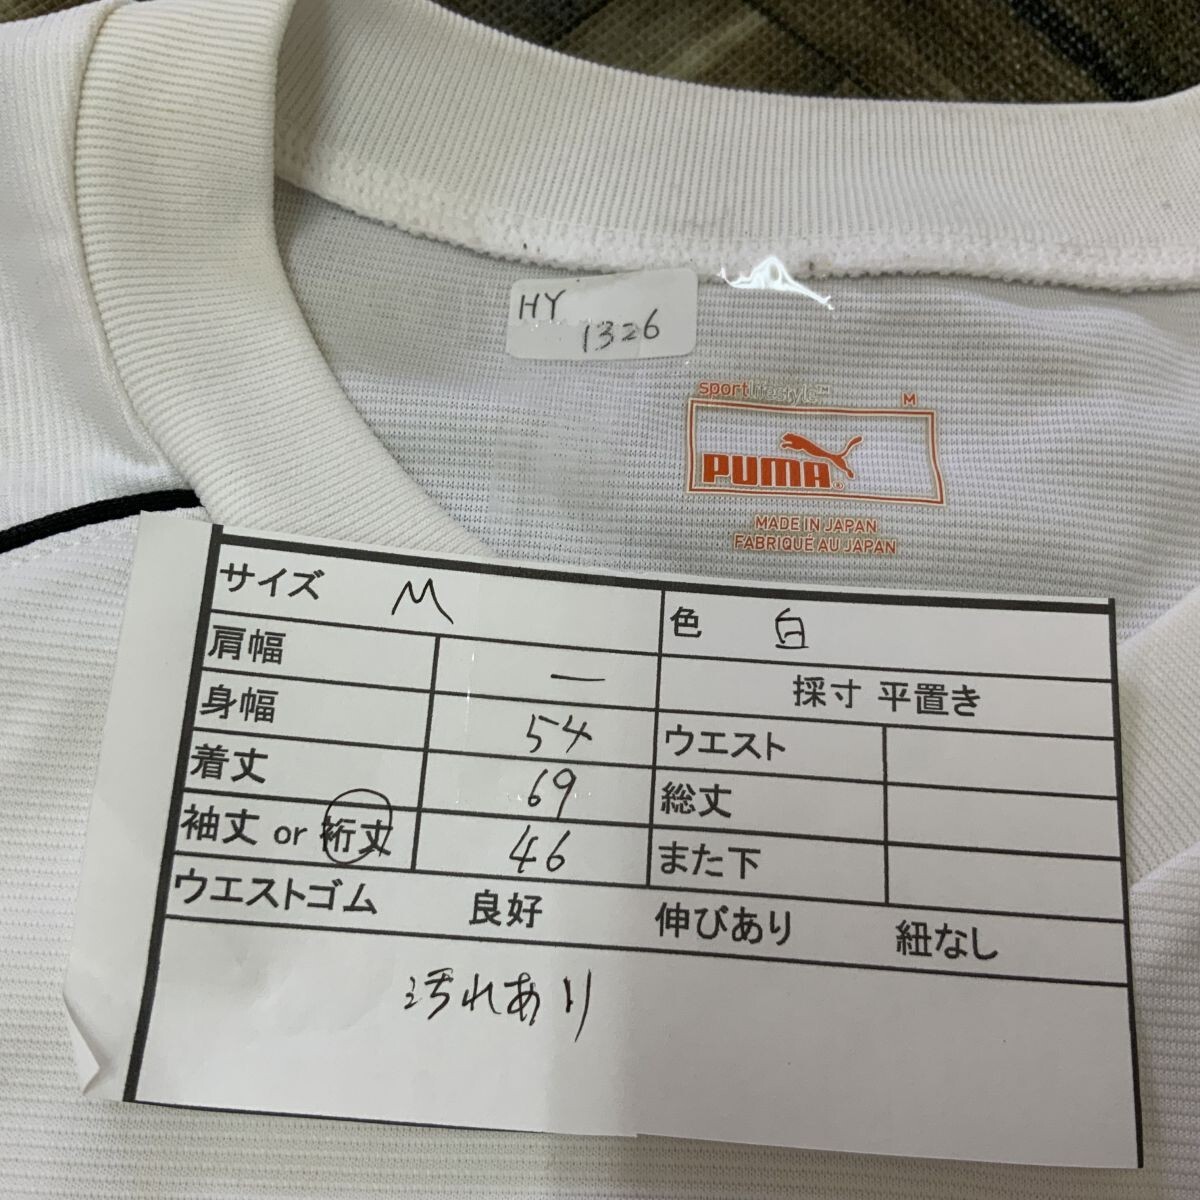 HY
1326
sportlifestyle™ M
PUMA®
MADE IN JAPAN
FABRIQUÉ AU JAPAN
サイズ M 色 白
肩幅 ー 採寸 平置き
身幅 54 ウエスト
着丈 69 総丈
袖丈 or 裄丈 46 また下
ウエストゴム 良好 伸びあり 紐なし
汚れあり